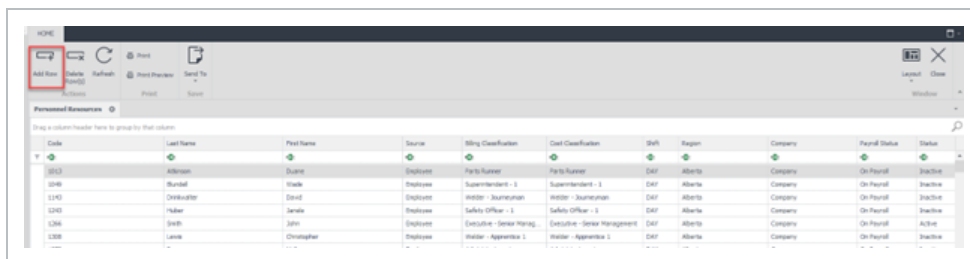 HOME
Add Row Delete Row(s) Refresh Print Print Preview Send To Layout Close
Actions Print Save Window
Personnel Resources
Drag a column header here to group by that column
Code Last Name First Name Source Billing Classification Cost Classification Shift Region Company Payroll Status Status
1013 Atkinson Duane Employee Parts Runner Parts Runner DAY Alberta Company On Payroll Inactive
Blundell Wade Employee Superintendent - 1 Superintendent - 1 DAY Alberta Company On Payroll Inactive
1143 Drinkwater David Employee Welder - Journeyman Welder - Journeyman DAY Alberta Company On Payroll Inactive
Huber Employee Safety Officer - 1 Safety Officer - 1 DAY Alberta Company On Payroll Inactive
1266 Smith John Employee Executive - Senior Manag... Executive - Senior Management DAY Alberta Company On Payroll Active
1308 Lewis Christopher Employee Welder - Apprentice 1 Welder - Apprentice 1 DAY Alberta Company On Payroll Inactive